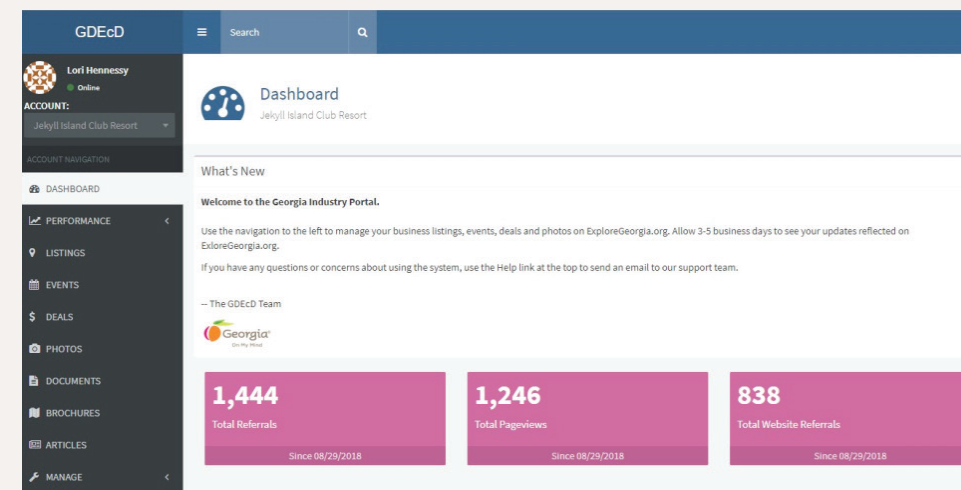 GDEcD
Search
Lori Hennessy
Online
ACCOUNT:
Jekyll Island Club Resort
ACCOUNT NAVIGATION
DASHBOARD
PERFORMANCE
LISTINGS
EVENTS
$ DEALS
PHOTOS
DOCUMENTS
BROCHURES
ARTICLES
MANAGE
Dashboard
Jekyll Island Club Resort
What's New
Welcome to the Georgia Industry Portal.
Use the navigation to the left to manage your business listings, events, deals and photos on ExploreGeorgia.org. Allow 3-5 business days to see your updates reflected on
ExloreGeorgia.org.
If you have any questions or concerns about using the system, use the Help link at the top to send an email to our support team.
-- The GDEcD Team
Georgia
On My Mind
1,444
Total Referrals
Since 08/29/2018
1,246
Total Pageviews
Since 08/29/2018
838
Total Website Referrals
Since 08/29/2018